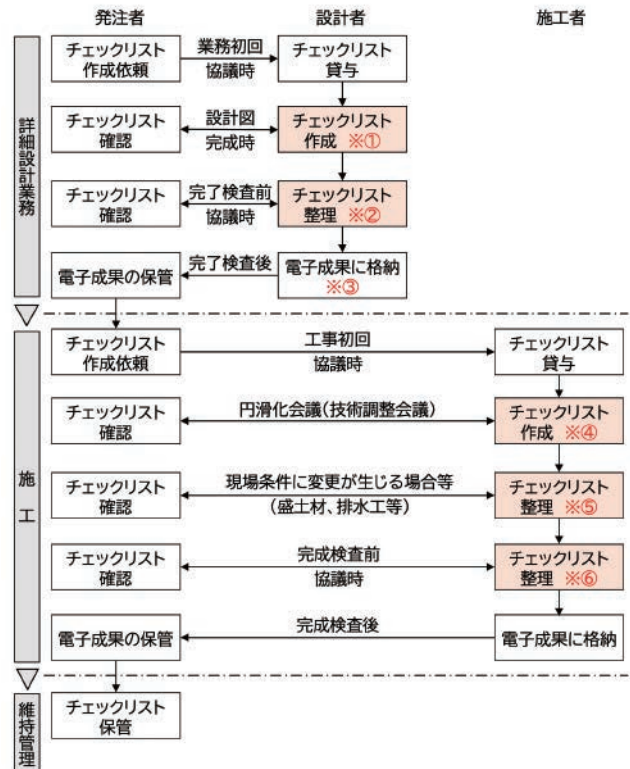 発注者
設計者
施工者
詳細設計業務
チェックリスト
作成依頼
業務初回
協議時
チェックリスト
貸与
チェックリスト
確認
設計図
完成時
チェックリスト
作成 ※①
チェックリスト
確認
完了検査前
協議時
チェックリスト
整理 ※②
電子成果の保管
完了検査後
電子成果に格納
※③
施工
チェックリスト
作成依頼
工事初回
協議時
チェックリスト
貸与
チェックリスト
確認
円滑化会議(技術調整会議)
チェックリスト
作成 ※④
チェックリスト
確認
現場条件に変更が生じる場合等
(盛土材、排水工等)
チェックリスト
整理 ※⑤
チェックリスト
確認
完成検査前
協議時
チェックリスト
整理 ※⑥
電子成果の保管
完成検査後
電子成果に格納
維持管理
チェックリスト
保管